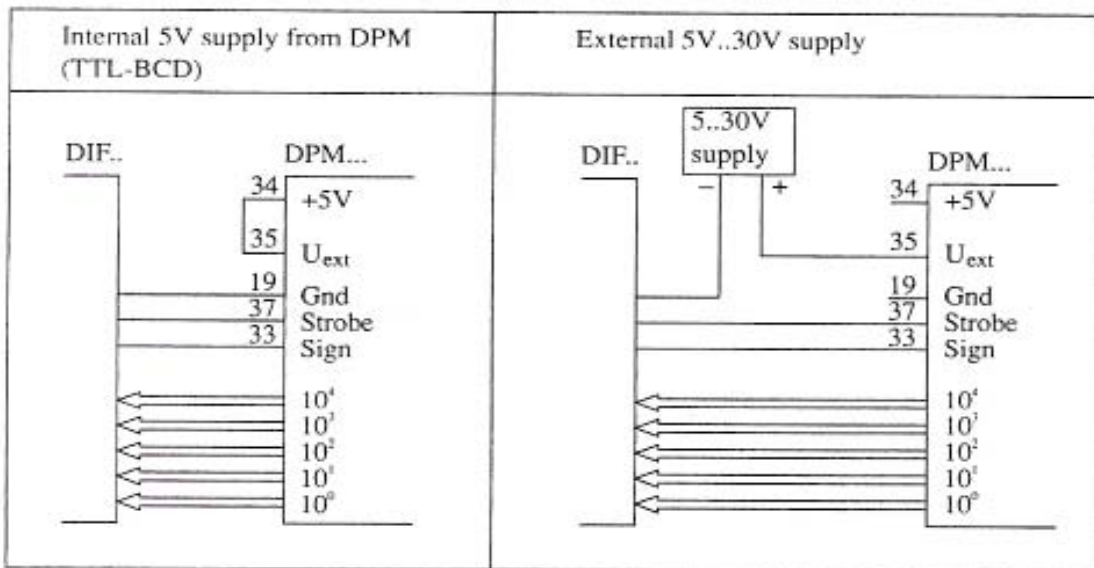 Internal 5V supply from DPM
(TTL-BCD)
DIF..
DPM...
34
+5V
35
U_ext
19
Gnd
37
Strobe
33
Sign
10⁴
10³
10²
10¹
10⁰
External 5V..30V supply
5..30V
supply
− +
DIF..
DPM...
34
+5V
35
U_ext
19
Gnd
37
Strobe
33
Sign
10⁴
10³
10²
10¹
10⁰